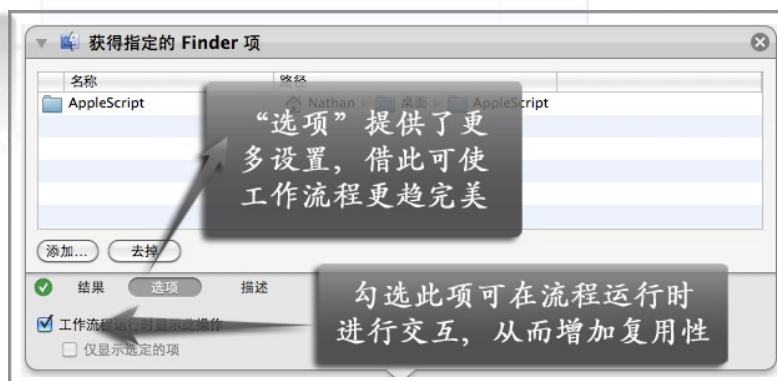 获得指定的 Finder 项
名称 路径
AppleScript Nathan 桌面 AppleScript
“选项”提供了更
多设置，借此可使
工作流程更趋完美
添加... 去掉
结果 选项 描述
勾选此项可在流程运行时
进行交互，从而增加复用性
工作流程运行时显示此操作
仅显示选定的项